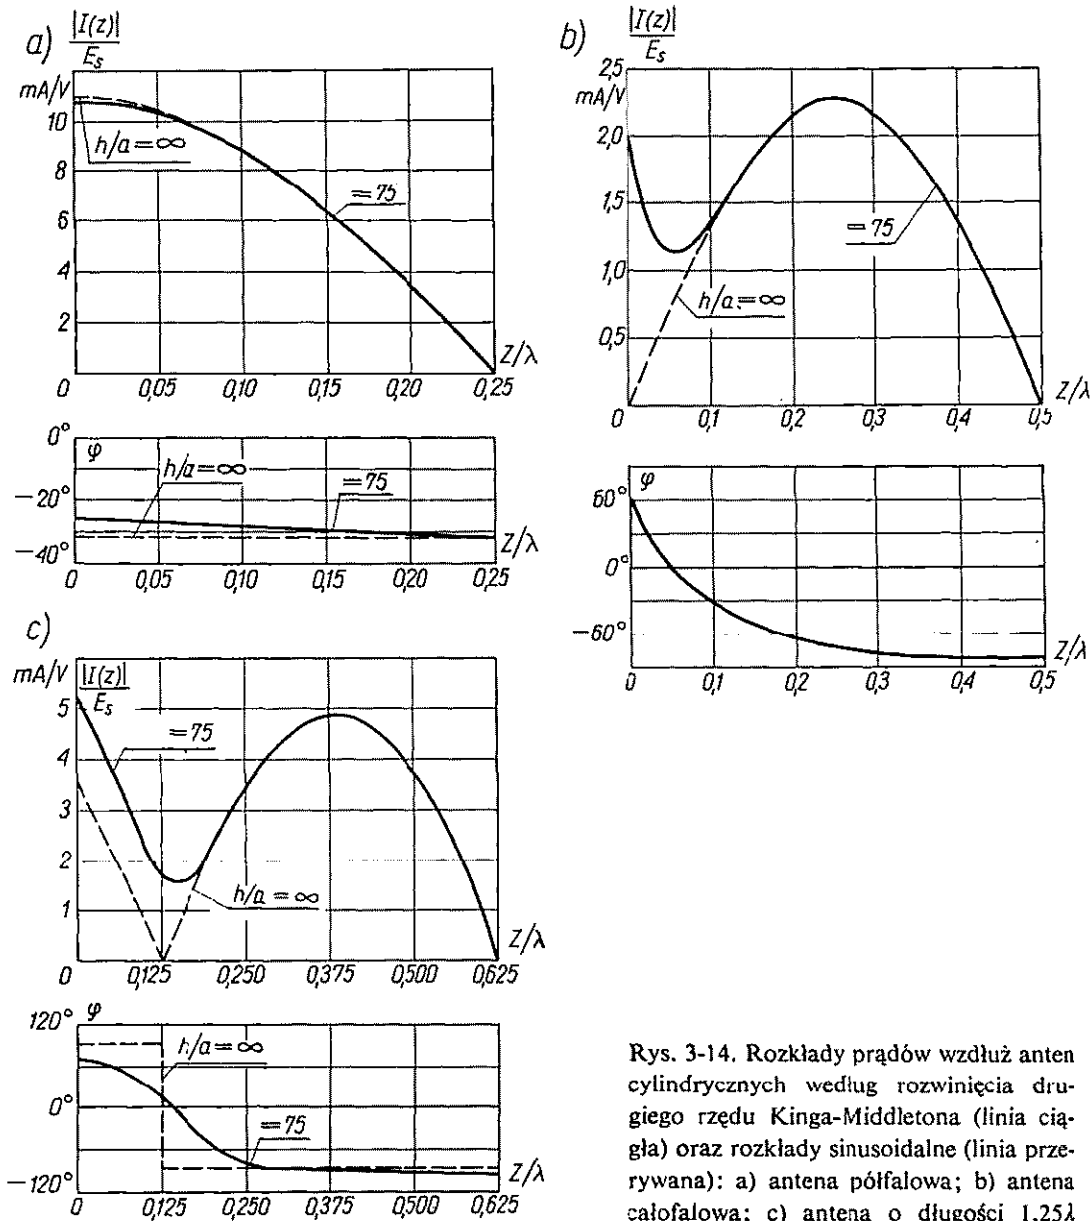 a) |I(z)|
E_s
mA/V
10
8
6
4
2
0
h/a = ∞
= 75
Z/λ
0,05 0,10 0,15 0,20 0,25
0°
−20°
−40°
φ
h/a = ∞
= 75
Z/λ
0 0,05 0,10 0,15 0,20 0,25
b) |I(z)|
E_s
2,5
mA/V
2,0
1,5
1,0
0,5
0
= 75
h/a = ∞
Z/λ
0,1 0,2 0,3 0,4 0,5
φ
60°
0°
−60°
Z/λ
0 0,1 0,2 0,3 0,4 0,5
c)
mA/V
|I(z)|
E_s
5
4
3
2
1
0
= 75
h/a = ∞
Z/λ
0,125 0,250 0,375 0,500 0,625
120°
φ
0°
−120°
h/a = ∞
= 75
Z/λ
0 0,125 0,250 0,375 0,500 0,625
Rys. 3-14. Rozkłady prądów wzdłuż anten
cylindrycznych według rozwinięcia dru-
giego rzędu Kinga-Middletona (linia cią-
gła) oraz rozkłady sinusoidalne (linia prze-
rywana): a) antena półfalowa; b) antena
całofalowa; c) antena o długości 1,25λ